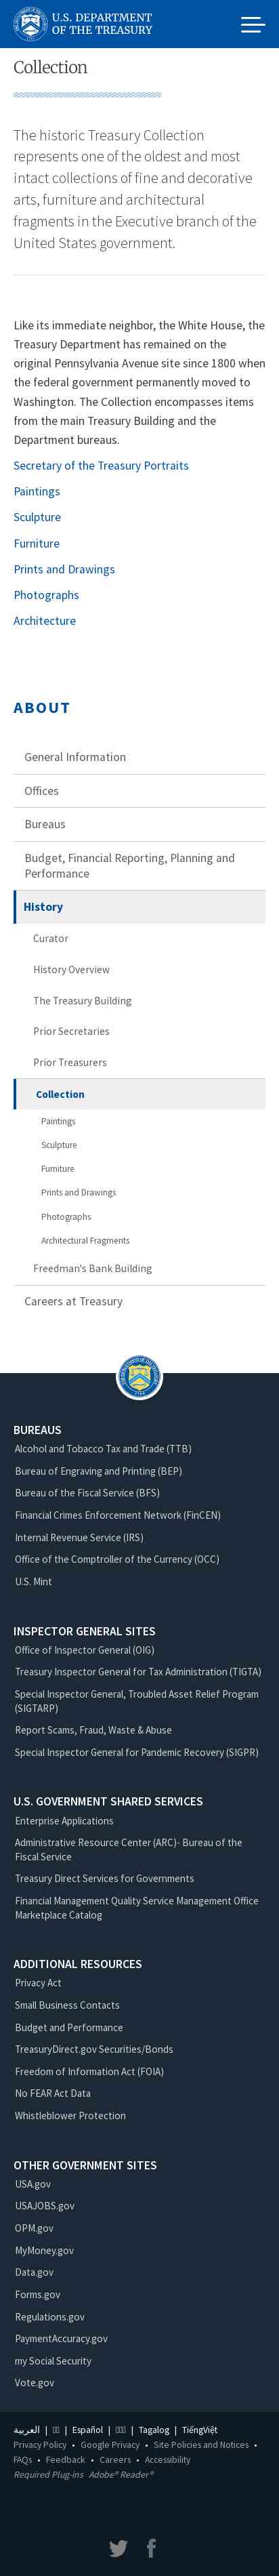 U.S. DEPARTMENT
OF THE TREASURY
Collection
The historic Treasury Collection
represents one of the oldest and most
intact collections of fine and decorative
arts, furniture and architectural
fragments in the Executive branch of the
United States government.
Like its immediate neighbor, the White House, the
Treasury Department has remained on the
original Pennsylvania Avenue site since 1800 when
the federal government permanently moved to
Washington. The Collection encompasses items
from the main Treasury Building and the
Department bureaus.
Secretary of the Treasury Portraits
Paintings
Sculpture
Furniture
Prints and Drawings
Photographs
Architecture
ABOUT
General Information
Offices
Bureaus
Budget, Financial Reporting, Planning and
Performance
History
Curator
History Overview
The Treasury Building
Prior Secretaries
Prior Treasurers
Collection
Paintings
Sculpture
Furniture
Prints and Drawings
Photographs
Architectural Fragments
Freedman's Bank Building
Careers at Treasury
BUREAUS
Alcohol and Tobacco Tax and Trade (TTB)
Bureau of Engraving and Printing (BEP)
Bureau of the Fiscal Service (BFS)
Financial Crimes Enforcement Network (FinCEN)
Internal Revenue Service (IRS)
Office of the Comptroller of the Currency (OCC)
U.S. Mint
INSPECTOR GENERAL SITES
Office of Inspector General (OIG)
Treasury Inspector General for Tax Administration (TIGTA)
Special Inspector General, Troubled Asset Relief Program
(SIGTARP)
Report Scams, Fraud, Waste & Abuse
Special Inspector General for Pandemic Recovery (SIGPR)
U.S. GOVERNMENT SHARED SERVICES
Enterprise Applications
Administrative Resource Center (ARC)- Bureau of the
Fiscal Service
Treasury Direct Services for Governments
Financial Management Quality Service Management Office
Marketplace Catalog
ADDITIONAL RESOURCES
Privacy Act
Small Business Contacts
Budget and Performance
TreasuryDirect.gov Securities/Bonds
Freedom of Information Act (FOIA)
No FEAR Act Data
Whistleblower Protection
OTHER GOVERNMENT SITES
USA.gov
USAJOBS.gov
OPM.gov
MyMoney.gov
Data.gov
Forms.gov
Regulations.gov
PaymentAccuracy.gov
my Social Security
Vote.gov
العربية | | Español | | Tagalog | TiếngViệt
Privacy Policy • Google Privacy • Site Policies and Notices •
FAQs • Feedback • Careers • Accessibility
Required Plug-ins Adobe® Reader®